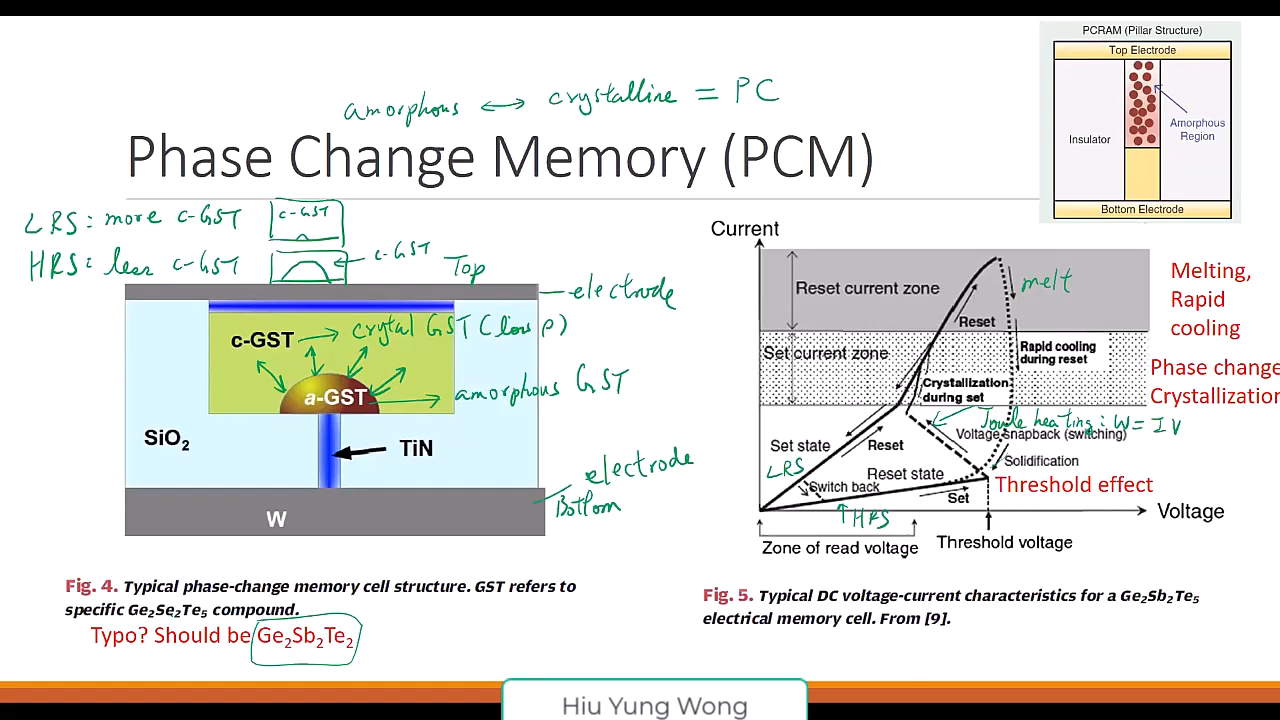 PCRAM (Pillar Structure)
Top Electrode
Insulator
Amorphous
Region
Bottom Electrode
amorphous ↔ crystalline = PC
Phase Change Memory (PCM)
LRS: more c-GST
c-GST
HRS: less c-GST
c-GST
Top
electrode
c-GST → crytal GST (low ρ)
a-GST
amorphous GST
SiO2
TiN
electrode
Bottom
W
Fig. 4. Typical phase-change memory cell structure. GST refers to
specific Ge2Se2Te5 compound.
Typo? Should be Ge2Sb2Te2
Current
Reset current zone
melt
Reset
Set current zone
Rapid cooling
during reset
Crystallization
during set
Joule heating: W = IV
Voltage snapback (switching)
Set state
Reset
LRS
Reset state
Solidification
Switch back
Set
Threshold effect
↑HRS
Voltage
Zone of read voltage
Threshold voltage
Melting,
Rapid
cooling
Phase change
Crystallization
Fig. 5. Typical DC voltage-current characteristics for a Ge2Sb2Te5
electrical memory cell. From [9].
Hiu Yung Wong